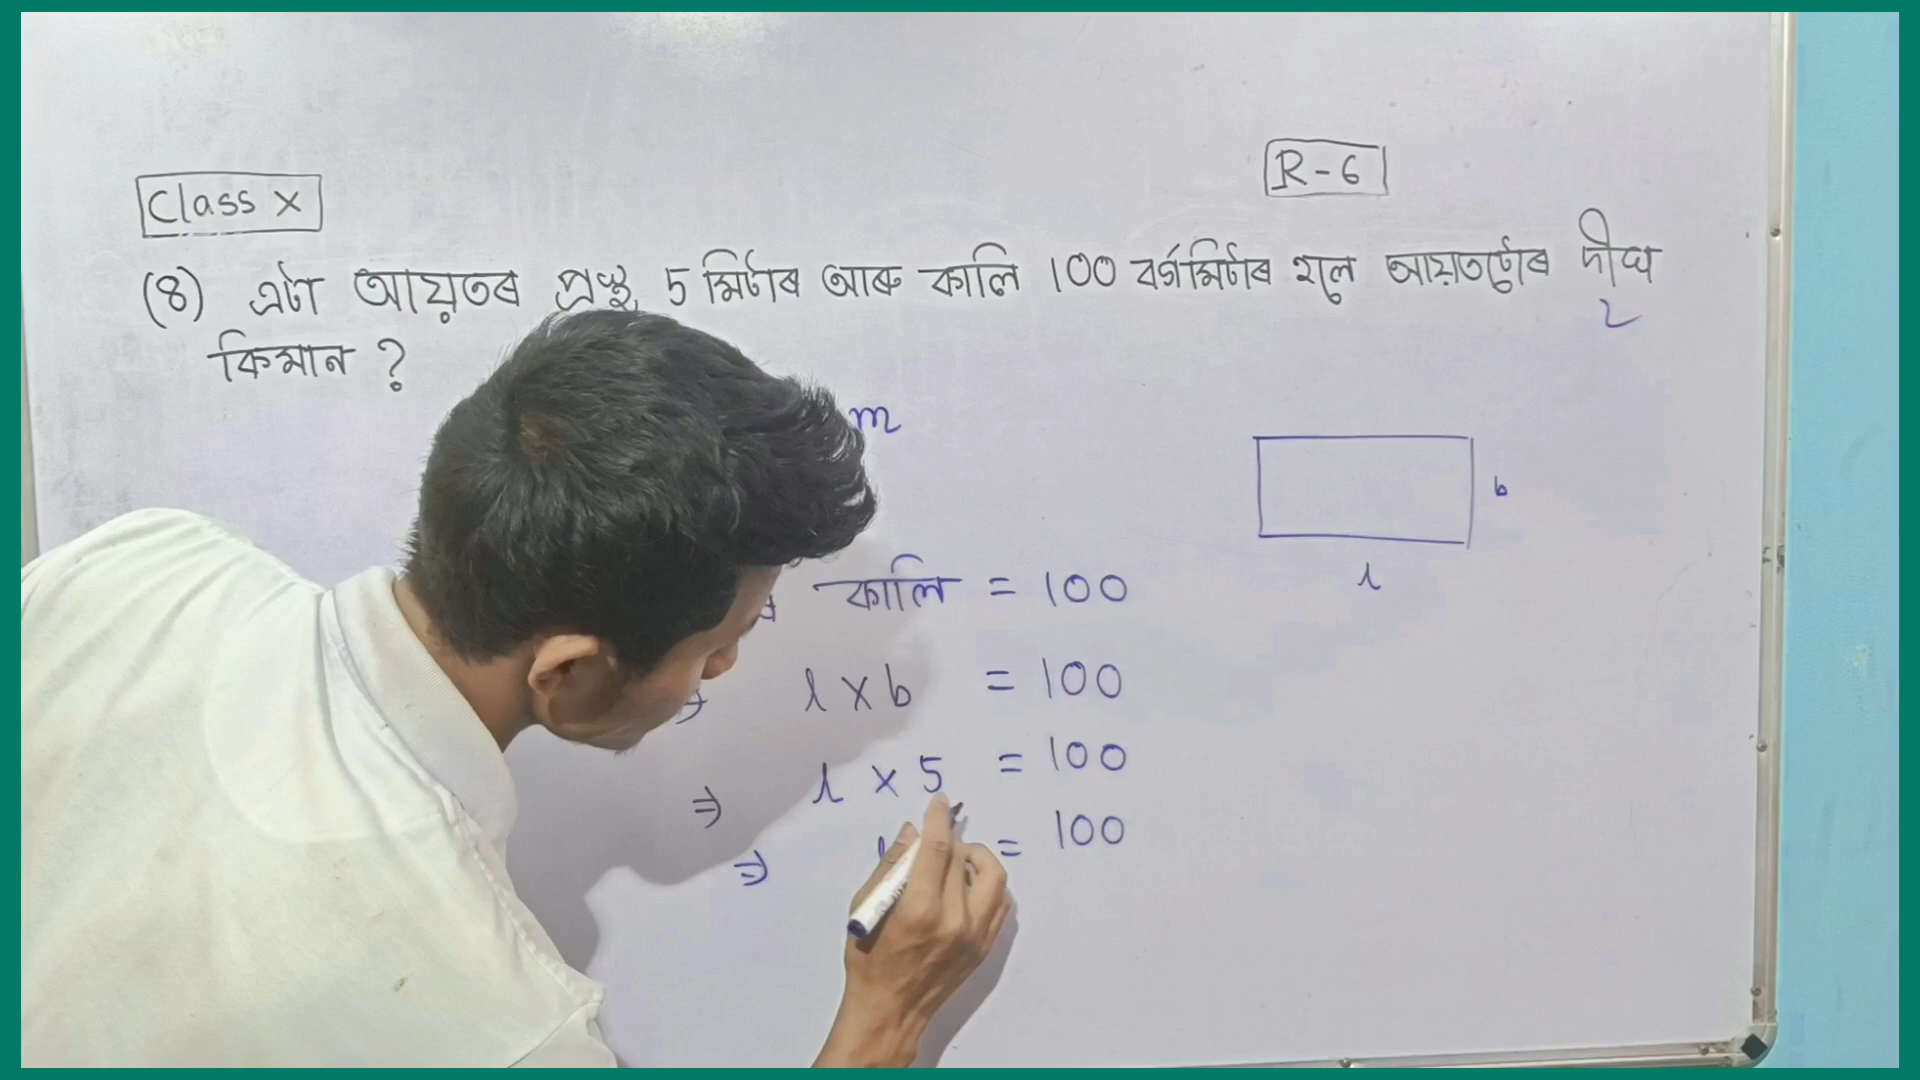 R-6
Class X
(8) এটা আয়তৰ প্ৰস্থ 5 মিটাৰ আৰু কালি 100 বৰ্গমিটাৰ হলে আয়তটোৰ দীঘ
l
কিমান ?
m
b
l
কালি = 100
⇒ l × b = 100
⇒ l × 5 = 100
⇒ = 100